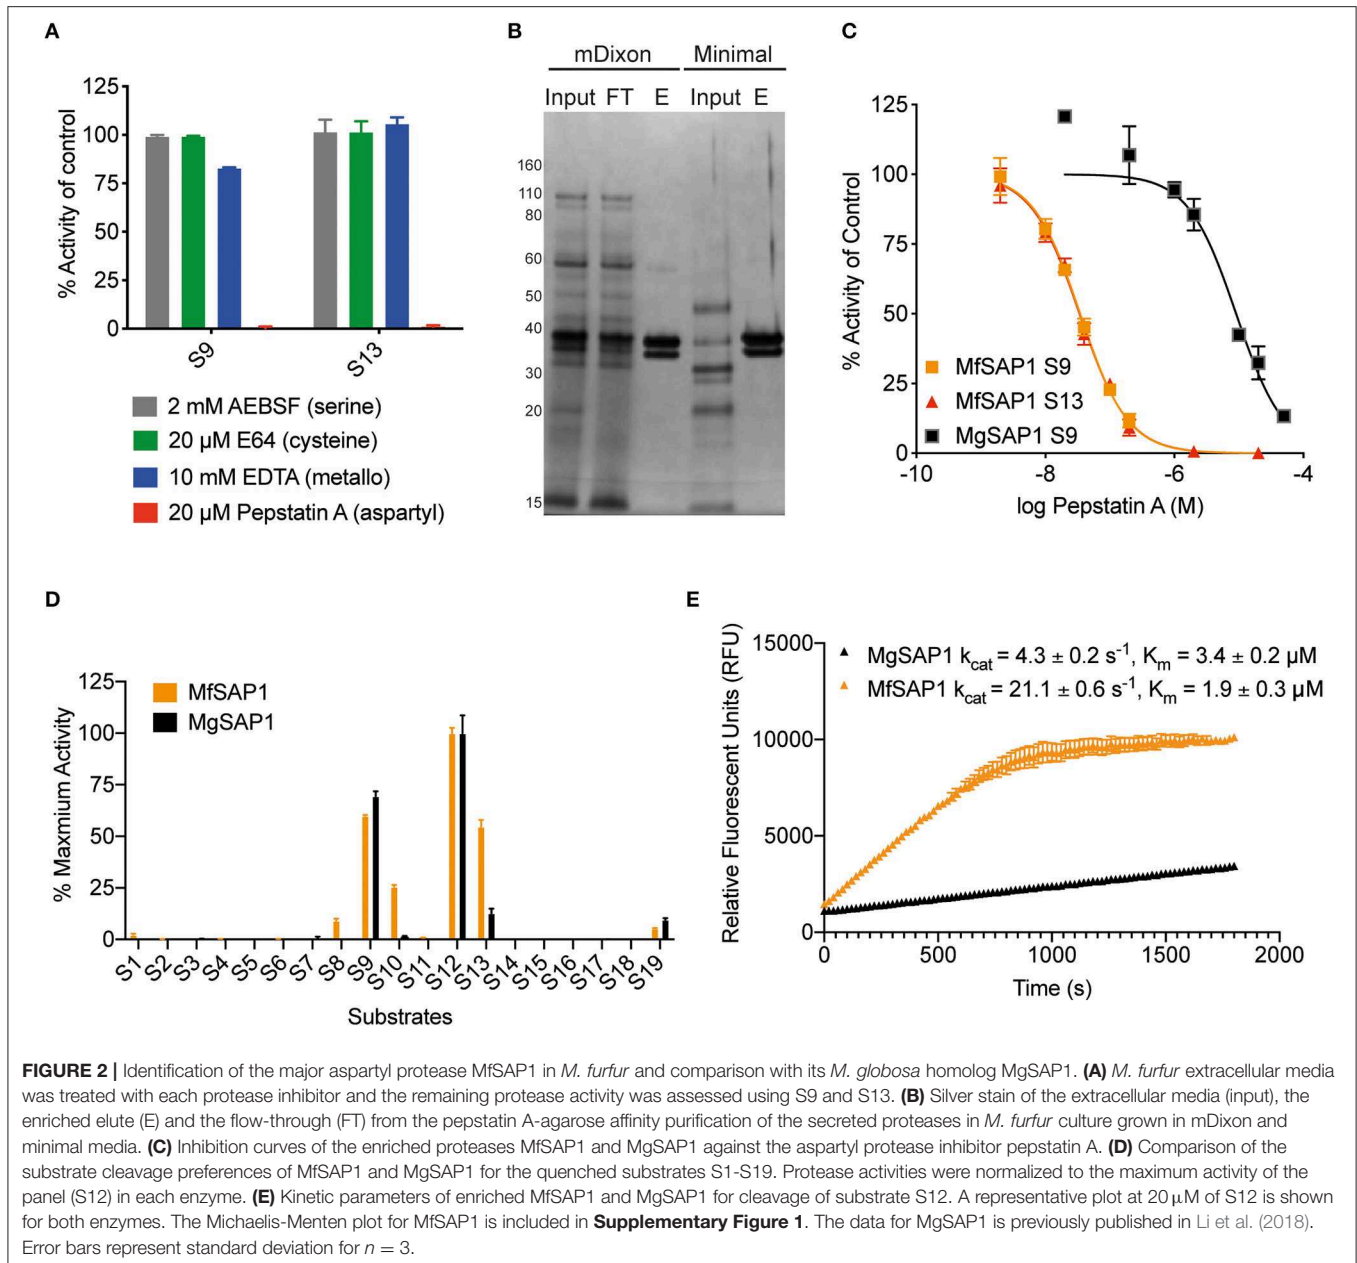 A
125
100
75
50
25
0
% Activity of control
S9
S13
2 mM AEBSF (serine)
20 µM E64 (cysteine)
10 mM EDTA (metallo)
20 µM Pepstatin A (aspartyl)
B
mDixon Minimal
Input FT E Input E
160
110
80
60
50
40
30
20
15
C
125
100
75
50
25
0
% Activity of Control
MfSAP1 S9
MfSAP1 S13
MgSAP1 S9
-10 -8 -6 -4
log Pepstatin A (M)
D
125
100
75
50
25
0
% Maxmium Activity
MfSAP1
MgSAP1
S1 S2 S3 S4 S5 S6 S7 S8 S9 S10 S11 S12 S13 S14 S15 S16 S17 S18 S19
Substrates
E
15000
10000
5000
0
Relative Fluorescent Units (RFU)
MgSAP1 kcat = 4.3 ± 0.2 s-1, Km = 3.4 ± 0.2 µM
MfSAP1 kcat = 21.1 ± 0.6 s-1, Km = 1.9 ± 0.3 µM
0 500 1000 1500 2000
Time (s)
FIGURE 2 | Identification of the major aspartyl protease MfSAP1 in M. furfur and comparison with its M. globosa homolog MgSAP1. (A) M. furfur extracellular media
was treated with each protease inhibitor and the remaining protease activity was assessed using S9 and S13. (B) Silver stain of the extracellular media (input), the
enriched elute (E) and the flow-through (FT) from the pepstatin A-agarose affinity purification of the secreted proteases in M. furfur culture grown in mDixon and
minimal media. (C) Inhibition curves of the enriched proteases MfSAP1 and MgSAP1 against the aspartyl protease inhibitor pepstatin A. (D) Comparison of the
substrate cleavage preferences of MfSAP1 and MgSAP1 for the quenched substrates S1-S19. Protease activities were normalized to the maximum activity of the
panel (S12) in each enzyme. (E) Kinetic parameters of enriched MfSAP1 and MgSAP1 for cleavage of substrate S12. A representative plot at 20 µM of S12 is shown
for both enzymes. The Michaelis-Menten plot for MfSAP1 is included in Supplementary Figure 1. The data for MgSAP1 is previously published in Li et al. (2018).
Error bars represent standard deviation for n = 3.